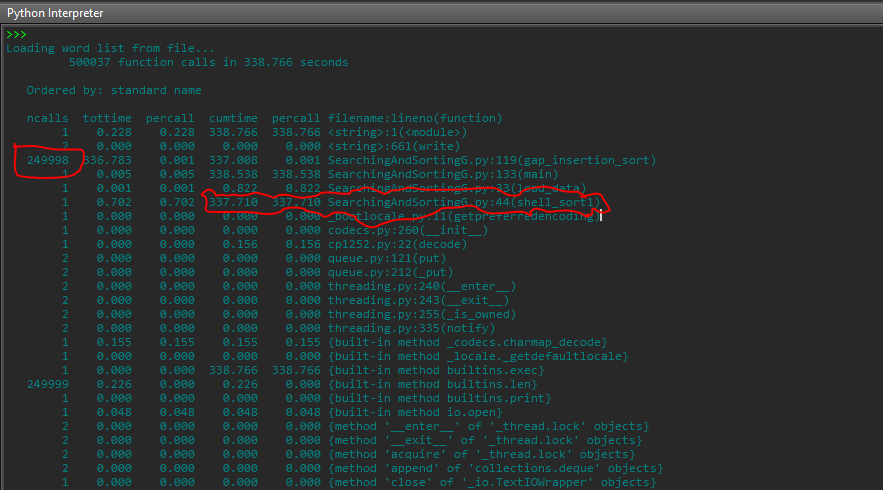 Python Interpreter
>>>
Loading word list from file...
500037 function calls in 338.766 seconds
Ordered by: standard name
ncalls tottime percall cumtime percall filename:lineno(function)
1 0.228 0.228 338.766 338.766 <string>:1(<module>)
2 0.000 0.000 0.000 0.000 <string>:661(write)
249998 336.783 0.001 337.008 0.001 SearchingAndSortingG.py:119(gap_insertion_sort)
1 0.005 0.005 338.538 338.538 SearchingAndSortingG.py:133(main)
1 0.001 0.001 0.822 0.822 SearchingAndSortingG.py:33(load_data)
1 0.702 0.702 337.710 337.710 SearchingAndSortingG.py:44(shell_sort1)
1 0.000 0.000 0.000 0.000 _bootlocale.py:11(getpreferredencoding)
1 0.000 0.000 0.000 0.000 codecs.py:260(__init__)
1 0.000 0.000 0.156 0.156 cp1252.py:22(decode)
2 0.000 0.000 0.000 0.000 queue.py:121(put)
2 0.000 0.000 0.000 0.000 queue.py:212(_put)
2 0.000 0.000 0.000 0.000 threading.py:240(__enter__)
2 0.000 0.000 0.000 0.000 threading.py:243(__exit__)
2 0.000 0.000 0.000 0.000 threading.py:255(_is_owned)
2 0.000 0.000 0.000 0.000 threading.py:335(notify)
1 0.155 0.155 0.155 0.155 {built-in method _codecs.charmap_decode}
1 0.000 0.000 0.000 0.000 {built-in method _locale._getdefaultlocale}
1 0.000 0.000 338.766 338.766 {built-in method builtins.exec}
249999 0.226 0.000 0.226 0.000 {built-in method builtins.len}
1 0.000 0.000 0.000 0.000 {built-in method builtins.print}
1 0.048 0.048 0.048 0.048 {built-in method io.open}
2 0.000 0.000 0.000 0.000 {method '__enter__' of '_thread.lock' objects}
2 0.000 0.000 0.000 0.000 {method '__exit__' of '_thread.lock' objects}
2 0.000 0.000 0.000 0.000 {method 'acquire' of '_thread.lock' objects}
2 0.000 0.000 0.000 0.000 {method 'append' of 'collections.deque' objects}
1 0.000 0.000 0.000 0.000 {method 'close' of '_io.TextIOWrapper' objects}